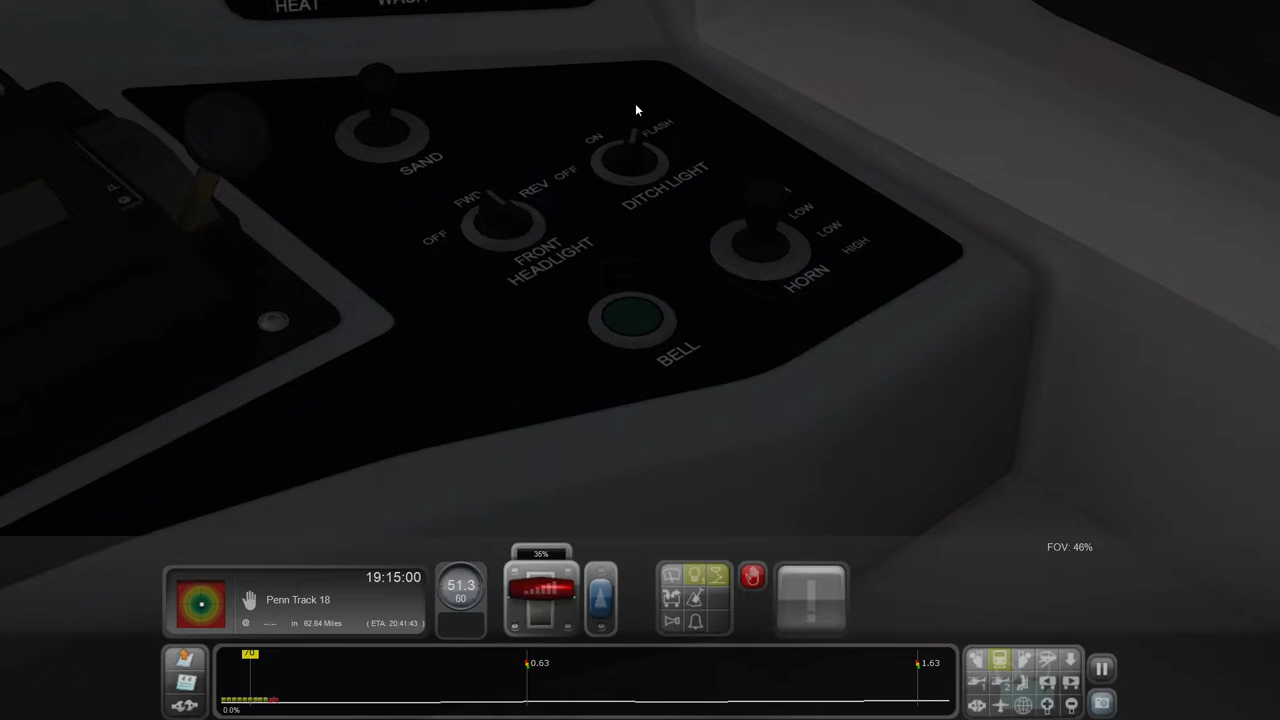 HEAT WASH
SAND
ON
FLASH
OFF
DITCH LIGHT
FWD
REV
OFF
FRONT
HEADLIGHT
LOW
LOW
HIGH
HORN
BELL
FOV: 46%
35%
19:15:00
Penn Track 18
@ --.-- in 62.64 Miles ( ETA: 20:41:43 )
51.3
60
70
0.63
1.63
0.0%